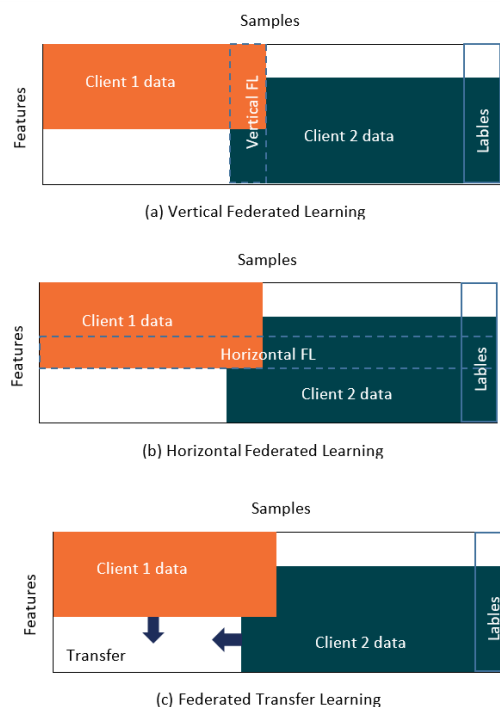 Samples
Features
Client 1 data
Vertical FL
Client 2 data
Lables
(a) Vertical Federated Learning
Samples
Features
Client 1 data
Horizontal FL
Client 2 data
Lables
(b) Horizontal Federated Learning
Samples
Features
Client 1 data
Transfer
Client 2 data
Lables
(c) Federated Transfer Learning